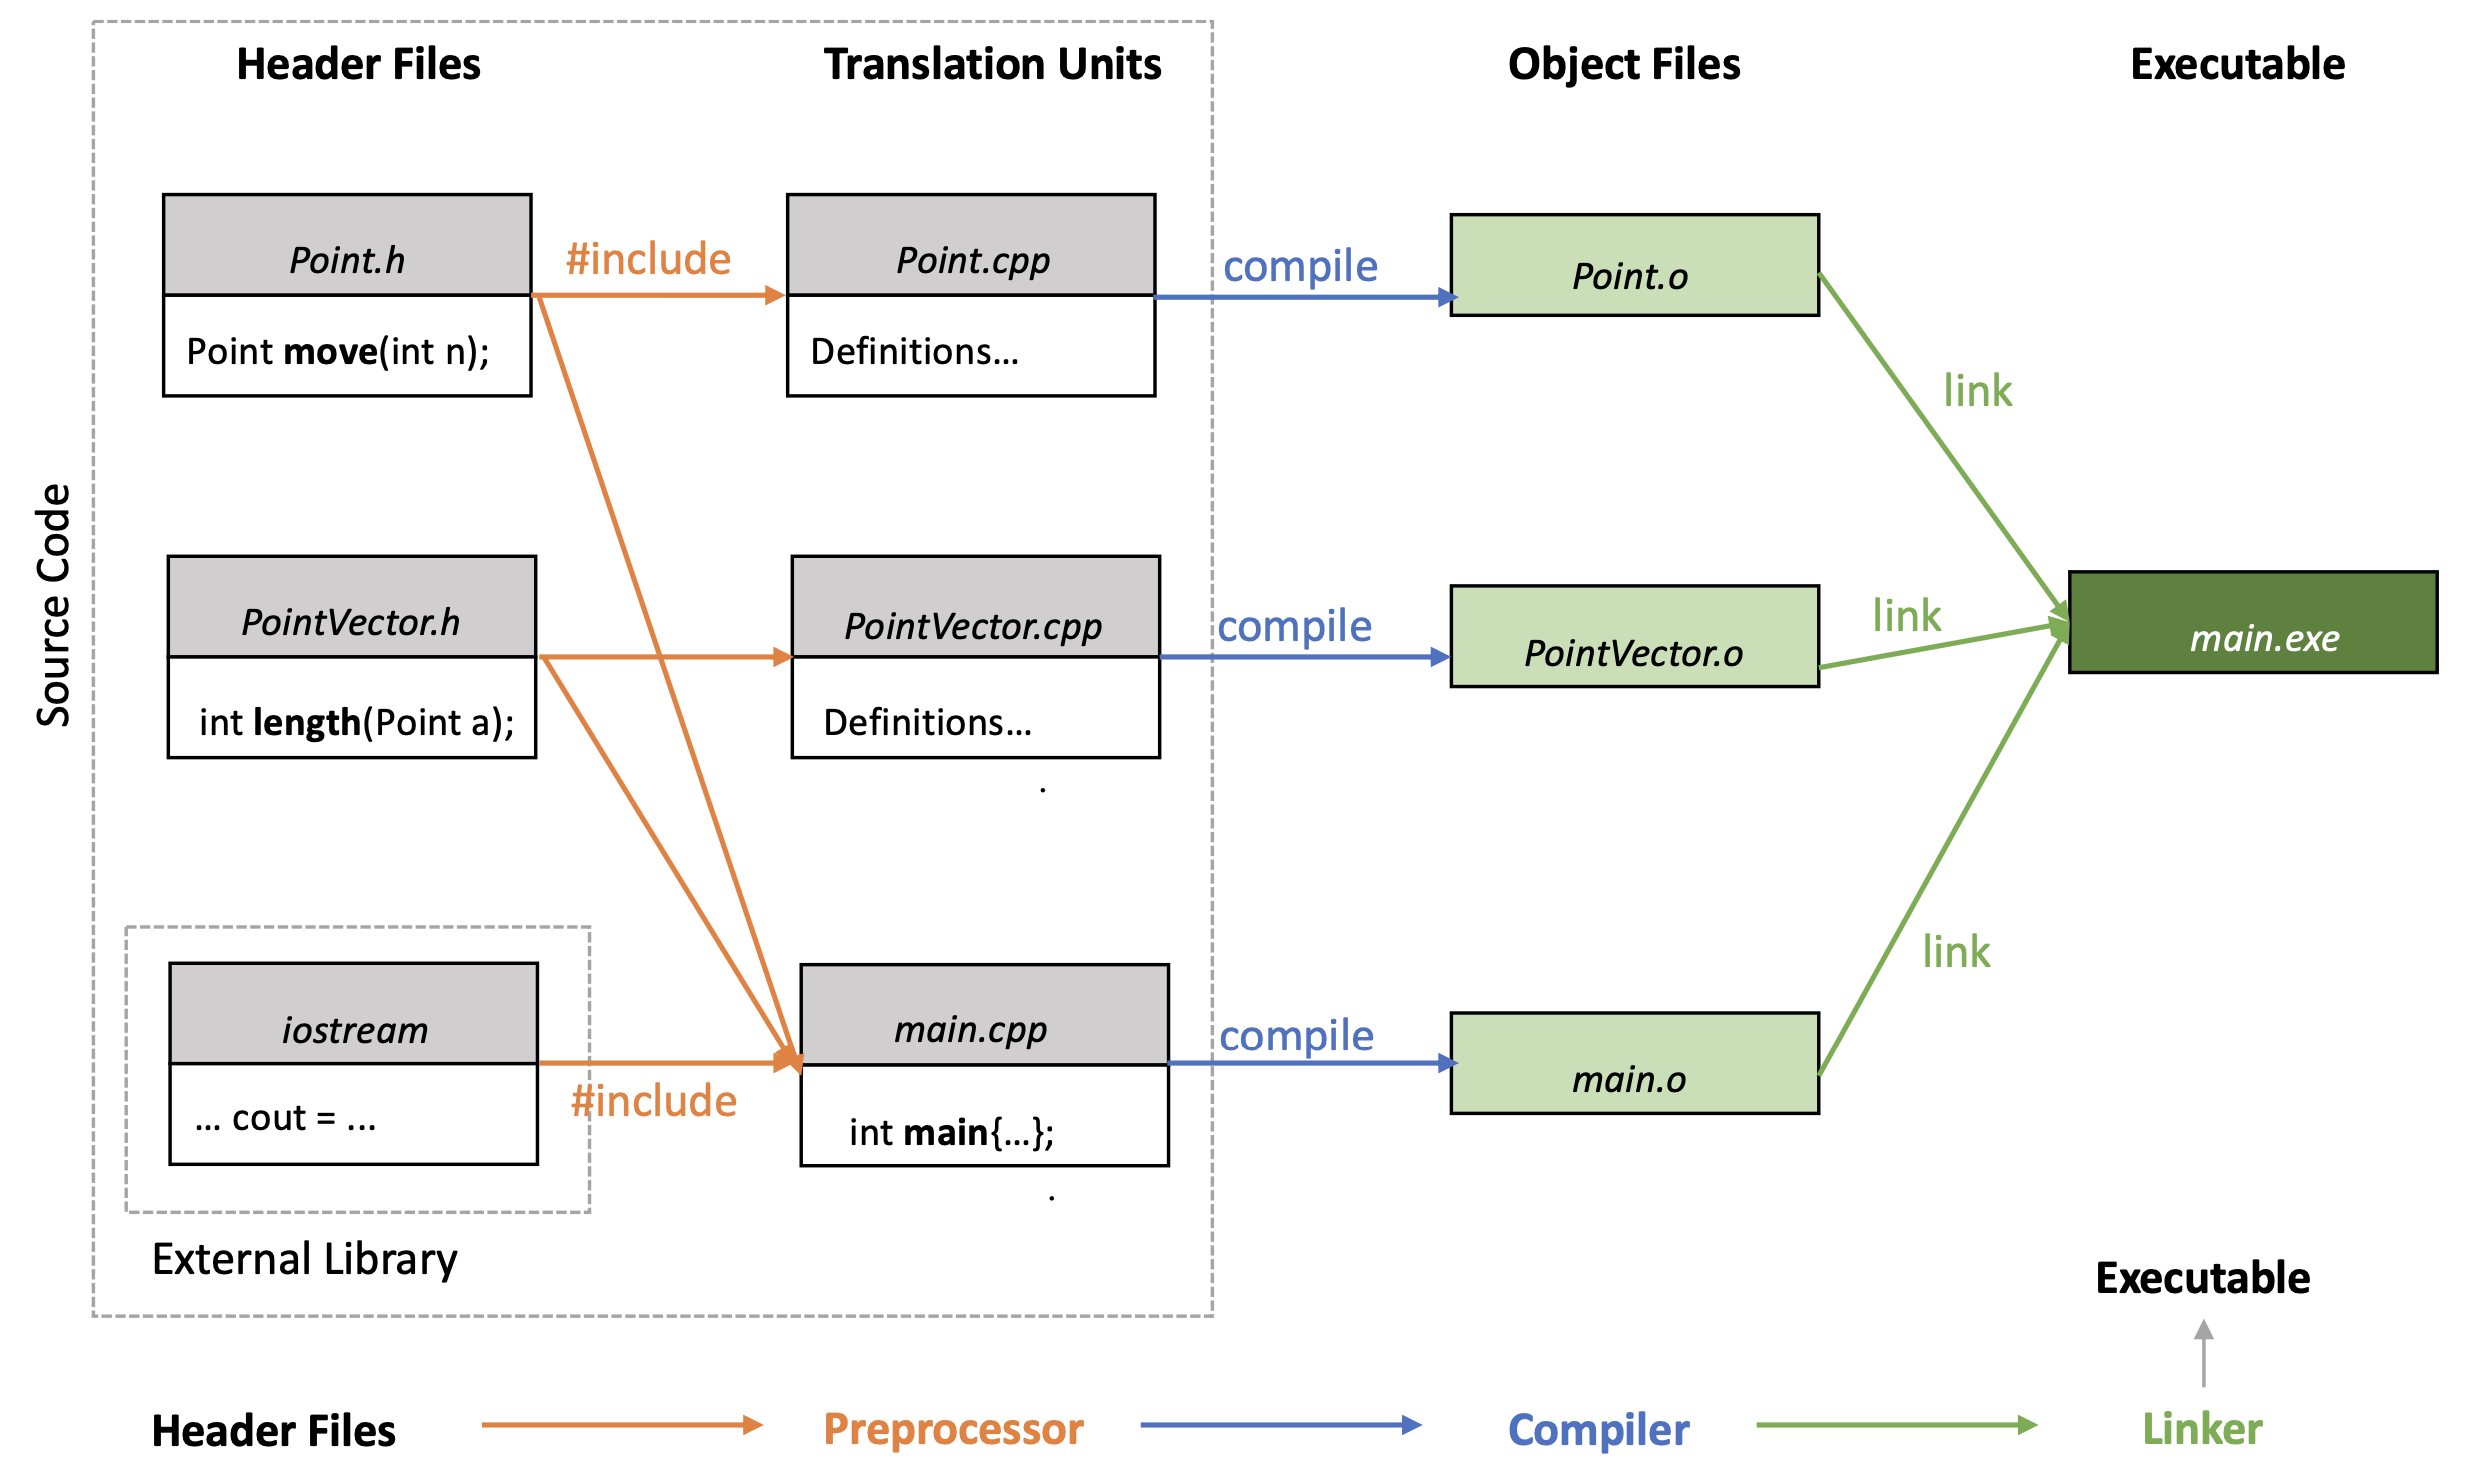 Header Files
Translation Units
Object Files
Executable
Source Code
Point.h
Point move(int n);
#include
Point.cpp
Definitions...
compile
Point.o
link
PointVector.h
int length(Point a);
PointVector.cpp
Definitions...
.
compile
PointVector.o
link
main.exe
iostream
... cout = ...
External Library
#include
main.cpp
int main{...};
.
compile
main.o
link
Executable
Header Files
Preprocessor
Compiler
Linker